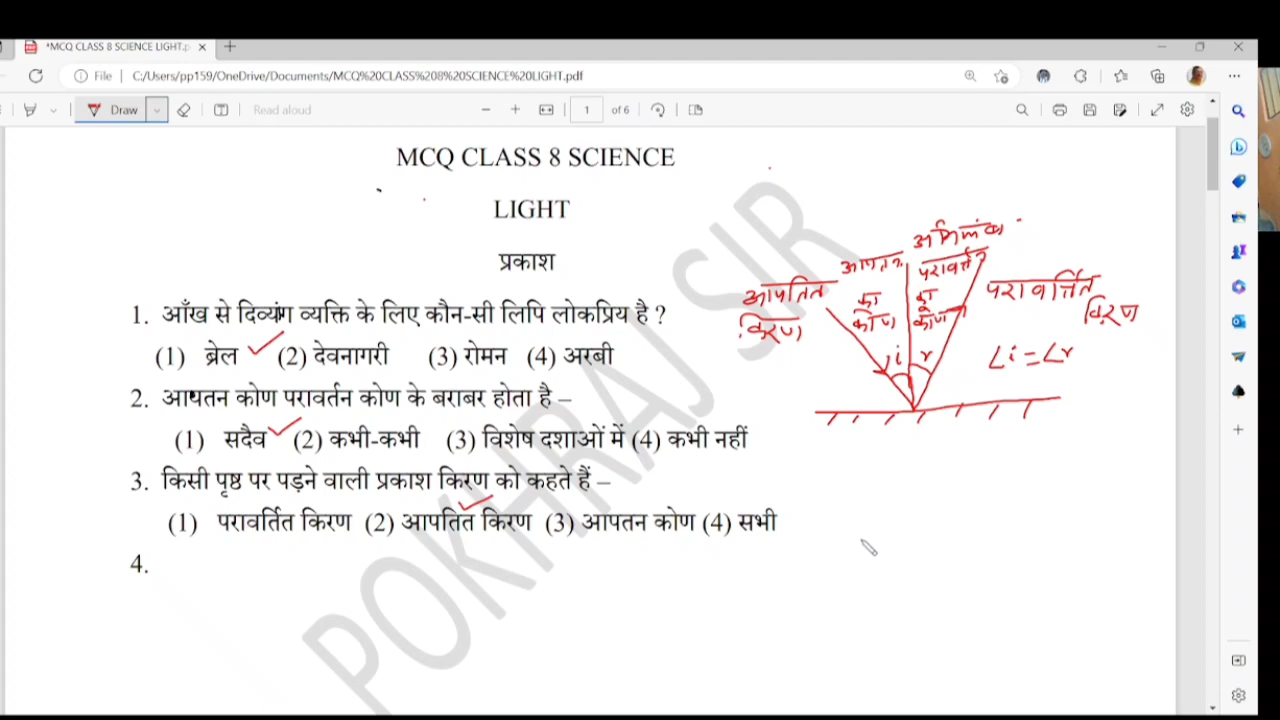 *MCQ CLASS 8 SCIENCE LIGHT.p
File C:/Users/pp159/OneDrive/Documents/MCQ%20CLASS%208%20SCIENCE%20LIGHT.pdf
Draw Read aloud 1 of 6
MCQ CLASS 8 SCIENCE
LIGHT
प्रकाश
1. आँख से दिव्यांग व्यक्ति के लिए कौन-सी लिपि लोकप्रिय है ?
(1) ब्रेल (2) देवनागरी (3) रोमन (4) अरबी
2. आपतन कोण परावर्तन कोण के बराबर होता है –
(1) सदैव (2) कभी-कभी (3) विशेष दशाओं में (4) कभी नहीं
3. किसी पृष्ठ पर पड़ने वाली प्रकाश किरण को कहते हैं –
(1) परावर्तित किरण (2) आपतित किरण (3) आपतन कोण (4) सभी
4.
अभिलंब
आपतित
किरण
आपतन
का
कोण
परावर्तन
का
कोण
परावर्त्तित
किरण
i r
∠i = ∠r
POKHRAJ SIR